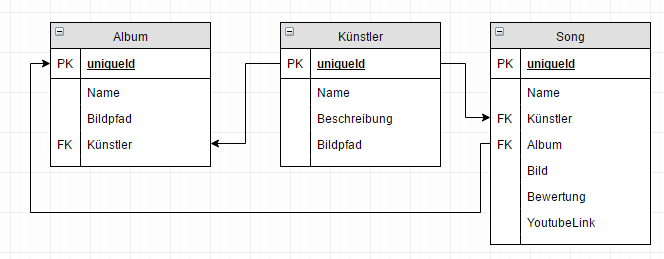 Album
PK uniqueId
Name
Bildpfad
FK Künstler
Künstler
PK uniqueId
Name
Beschreibung
Bildpfad
Song
PK uniqueId
Name
FK Künstler
FK Album
Bild
Bewertung
YoutubeLink